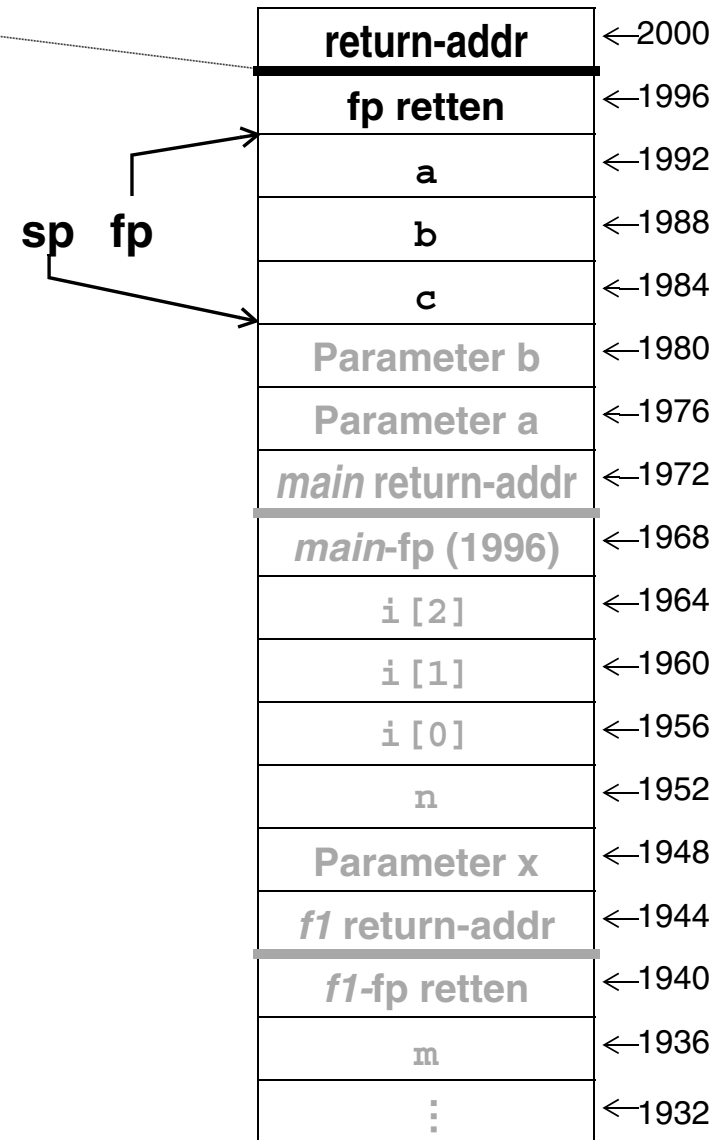 return-addr ←2000
fp retten ←1996
a ←1992
sp fp
b ←1988
c ←1984
Parameter b ←1980
Parameter a ←1976
main return-addr ←1972
main-fp (1996) ←1968
i[2] ←1964
i[1] ←1960
i[0] ←1956
n ←1952
Parameter x ←1948
f1 return-addr ←1944
f1-fp retten ←1940
m ←1936
⋮ ←1932